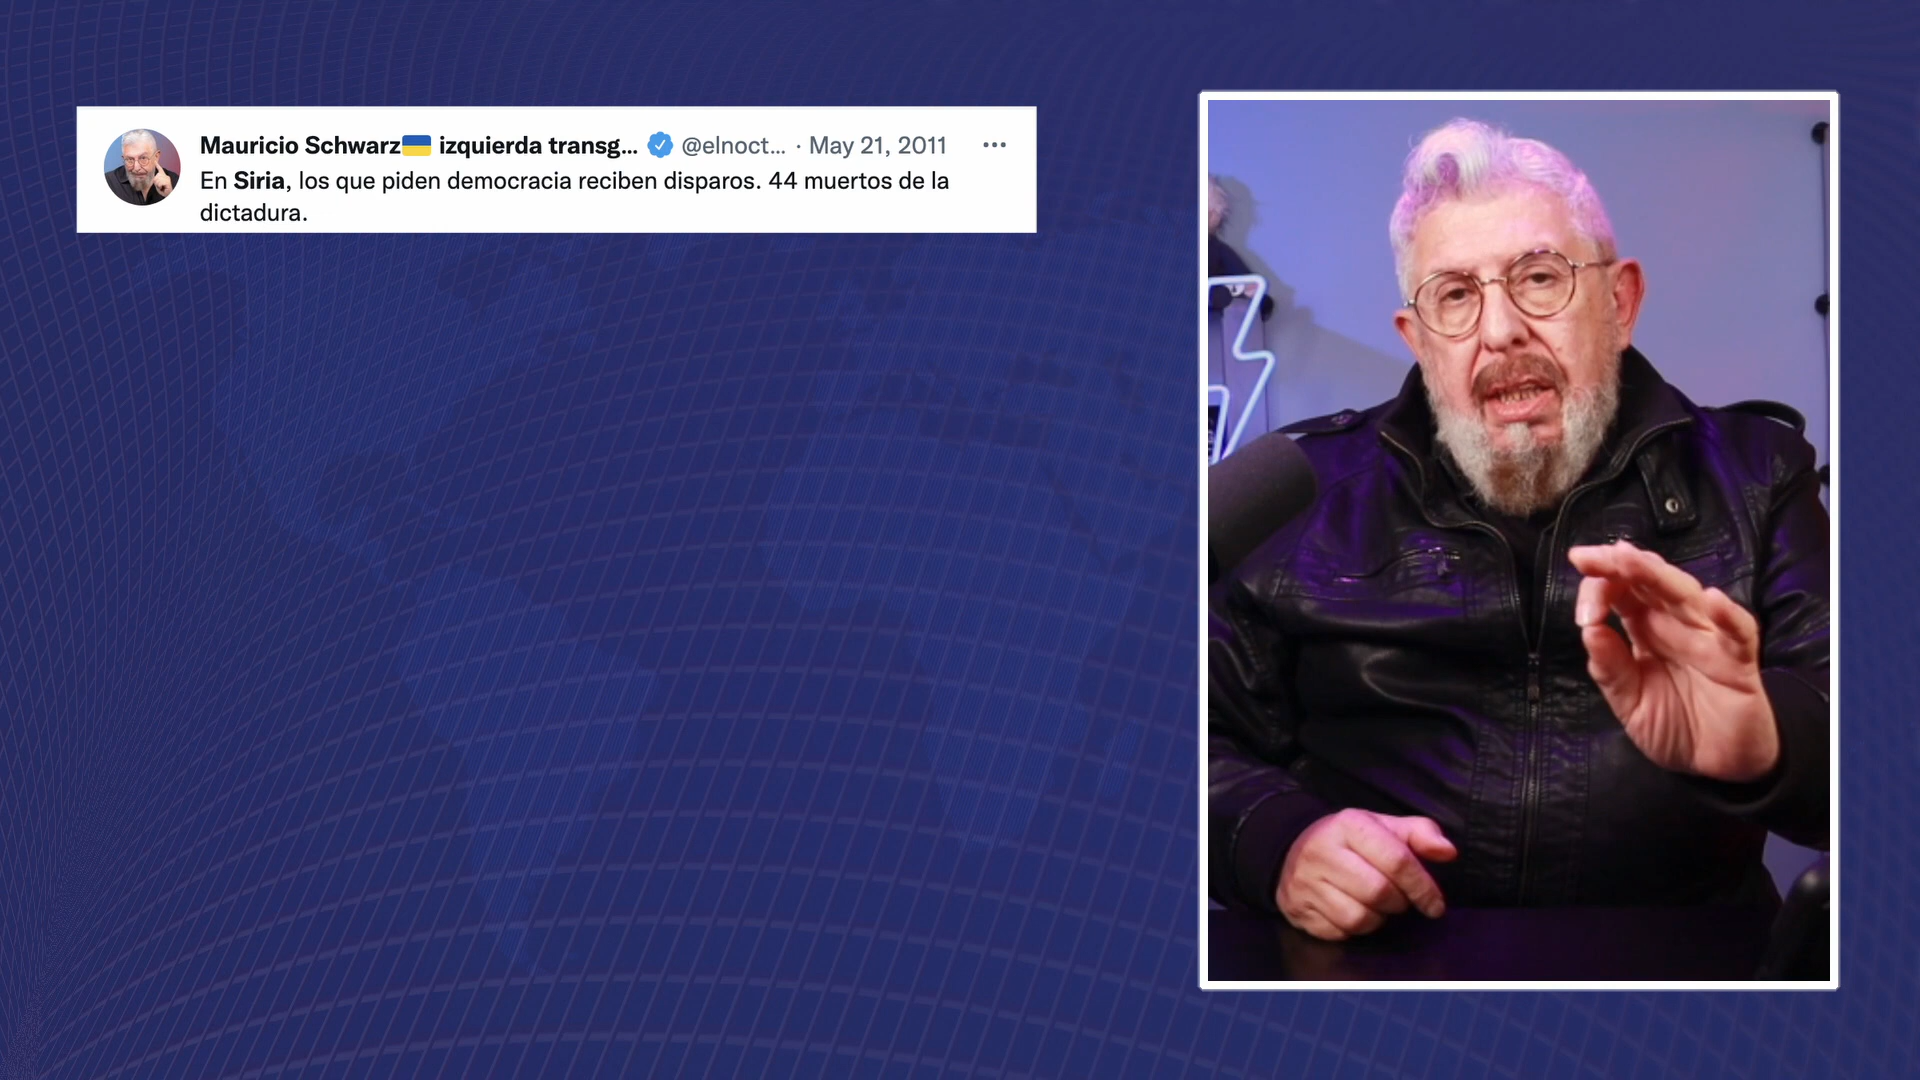 Mauricio Schwarz🇺🇦 izquierda transg... @elnoct... · May 21, 2011
En Siria, los que piden democracia reciben disparos. 44 muertos de la
dictadura.